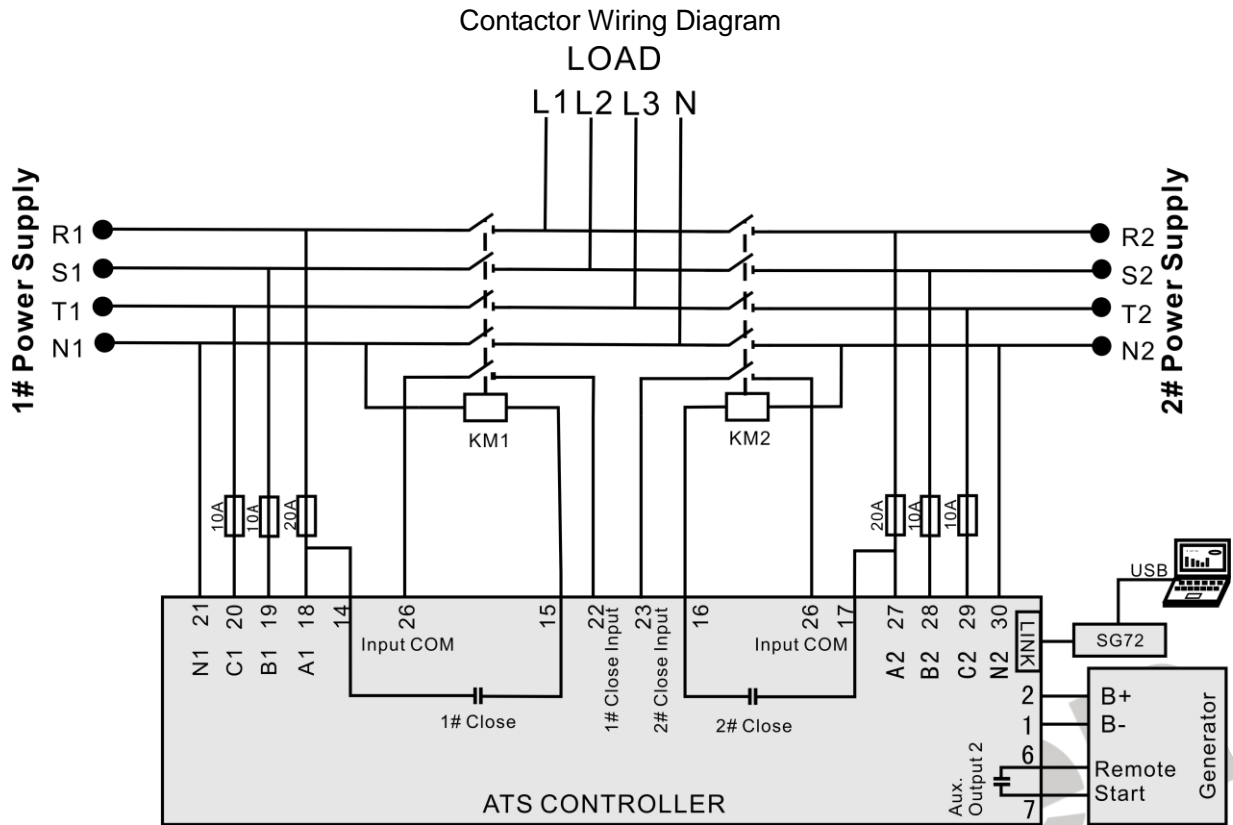 Contactor Wiring Diagram
LOAD
L1 L2 L3 N
1# Power Supply
R1
S1
T1
N1
2# Power Supply
R2
S2
T2
N2
KM1
KM2
10A
10A
20A
20A
10A
10A
USB
SG72
LINK
21
20
19
18
14
26
15
22
23
16
26
17
27
28
29
30
N1
C1
B1
A1
Input COM
1# Close Input
2# Close Input
Input COM
A2
B2
C2
N2
1# Close
2# Close
2
1
6
7
B+
B-
Remote
Start
Generator
Aux.
Output 2
ATS CONTROLLER